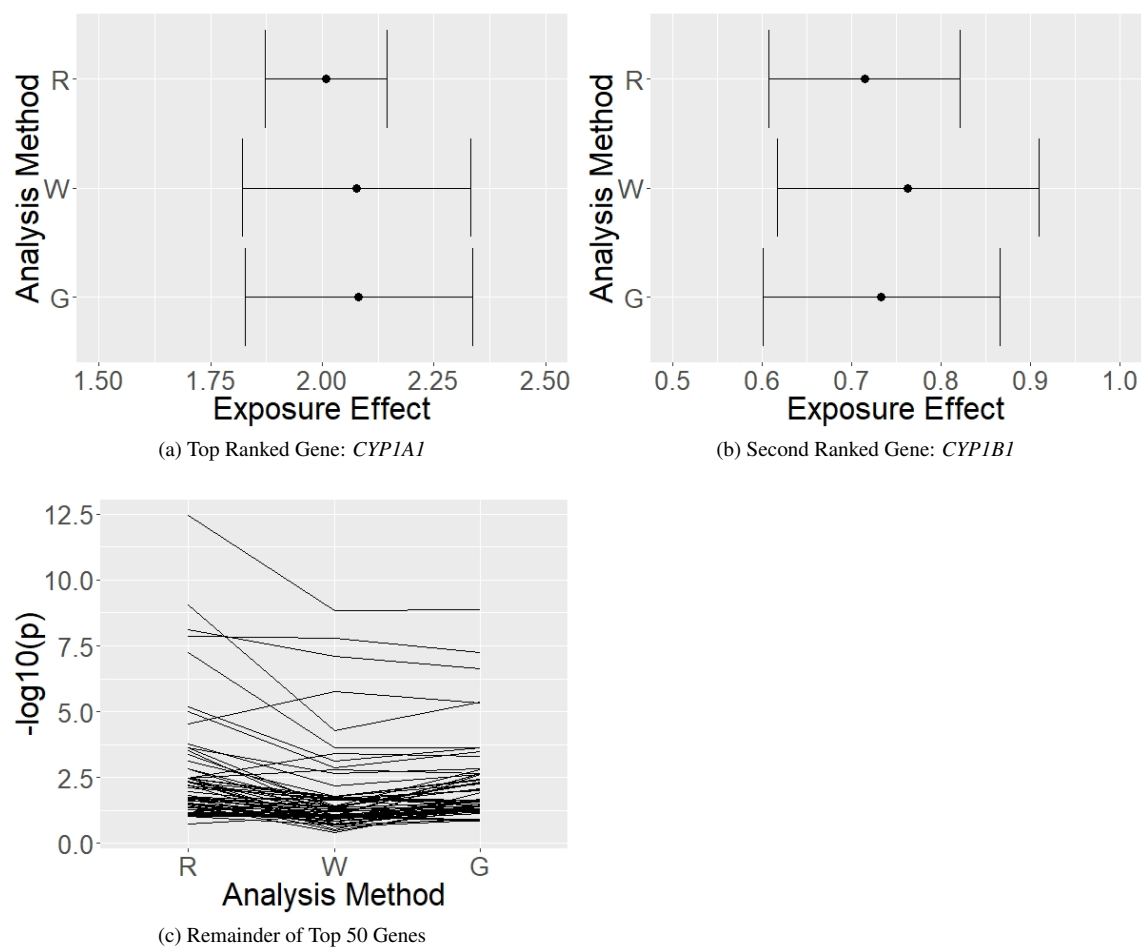 Analysis Method
R
W
G
1.50 1.75 2.00 2.25 2.50
Exposure Effect
(a) Top Ranked Gene: CYP1A1
Analysis Method
R
W
G
0.5 0.6 0.7 0.8 0.9 1.0
Exposure Effect
(b) Second Ranked Gene: CYP1B1
-log10(p)
12.5
10.0
7.5
5.0
2.5
0.0
R W G
Analysis Method
(c) Remainder of Top 50 Genes